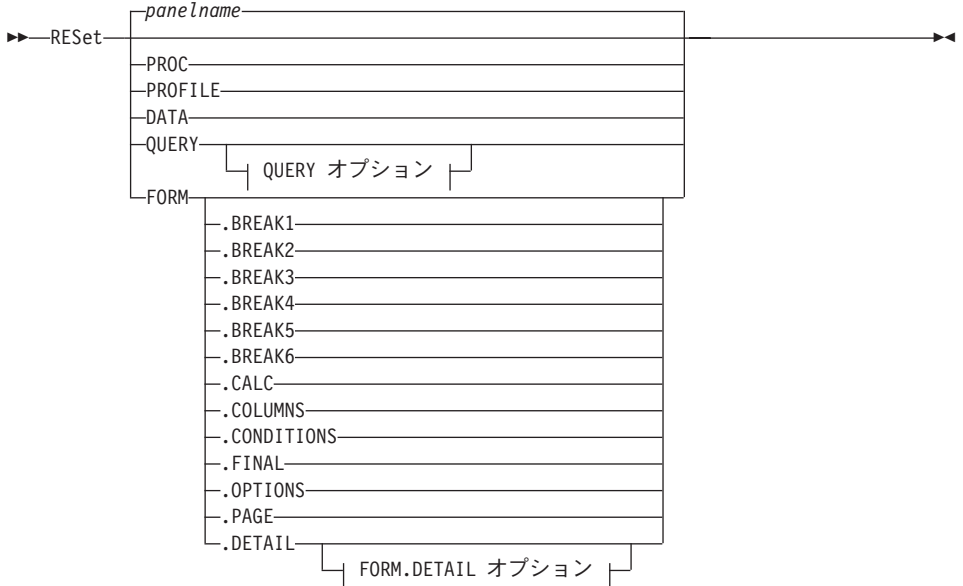 panelname
RESet
PROC
PROFILE
DATA
QUERY
QUERY オプション
FORM
.BREAK1
.BREAK2
.BREAK3
.BREAK4
.BREAK5
.BREAK6
.CALC
.COLUMNS
.CONDITIONS
.FINAL
.OPTIONS
.PAGE
.DETAIL
FORM.DETAIL オプション